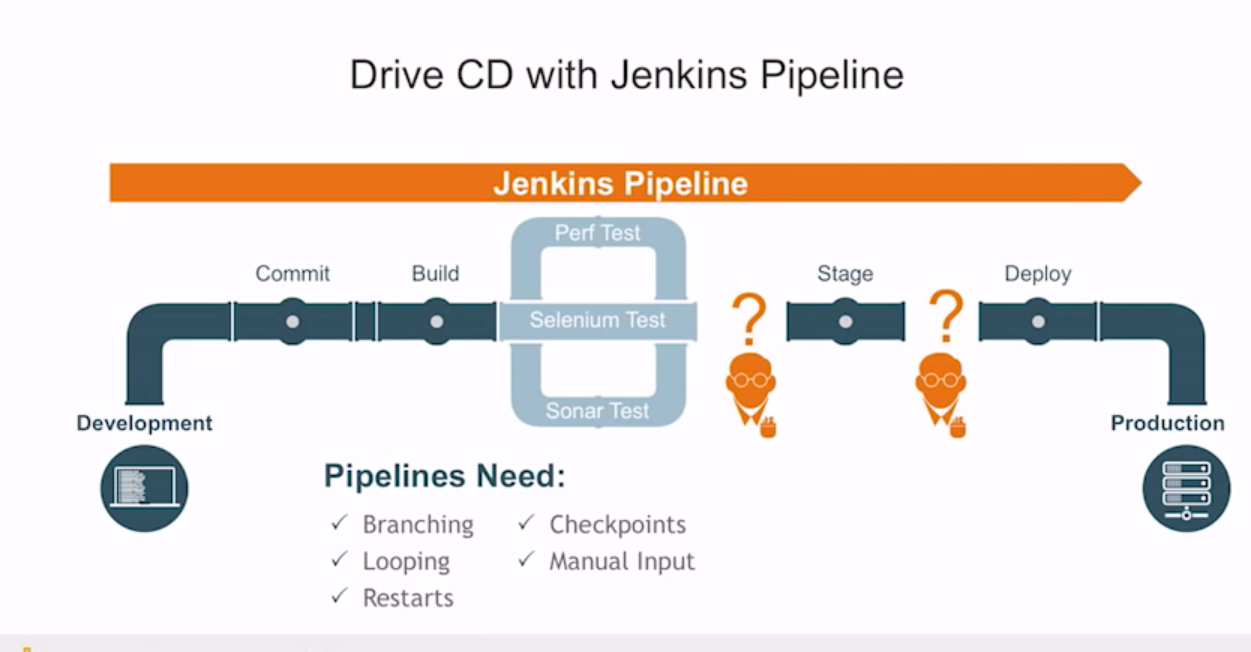 Drive CD with Jenkins Pipeline
Jenkins Pipeline
Perf Test
Commit
Build
Stage
Deploy
Selenium Test
?
?
Sonar Test
Development
Production
Pipelines Need:
✓ Branching
✓ Checkpoints
✓ Looping
✓ Manual Input
✓ Restarts